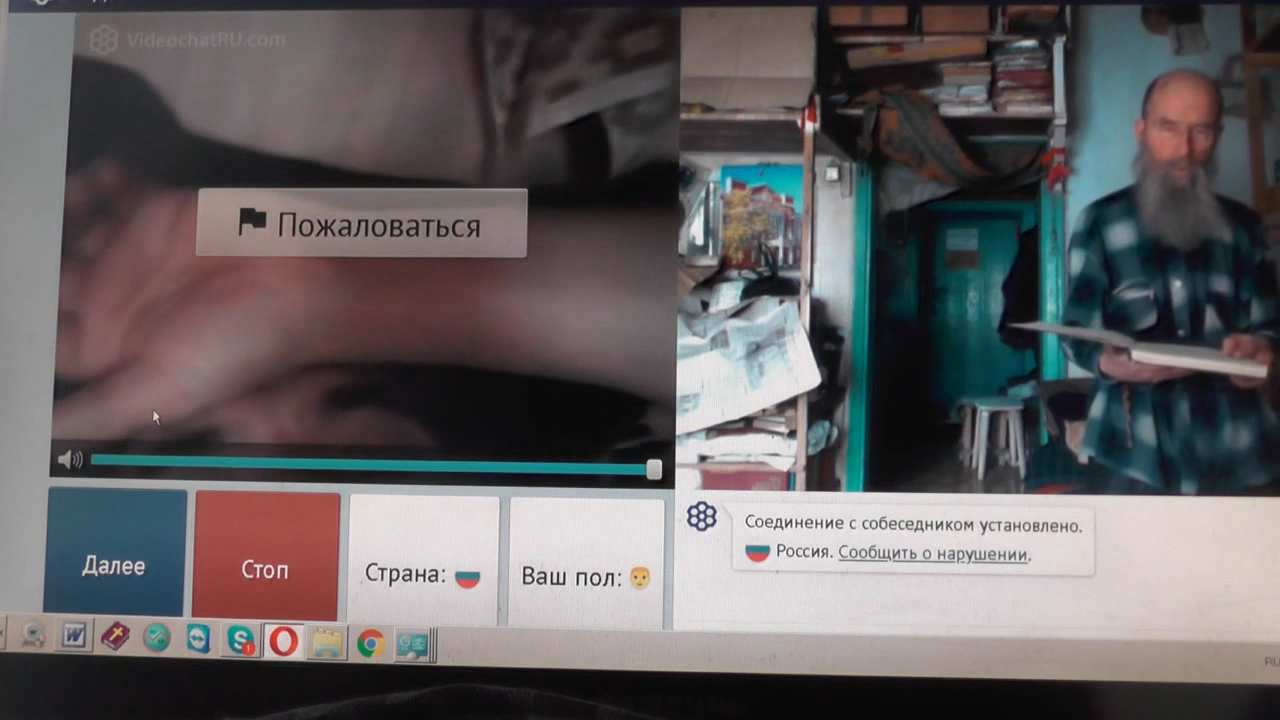 VideochatRU.com
Пожаловаться
Далее
Стоп
Страна:
Ваш пол:
Соединение с собеседником установлено.
Россия. Сообщить о нарушении.